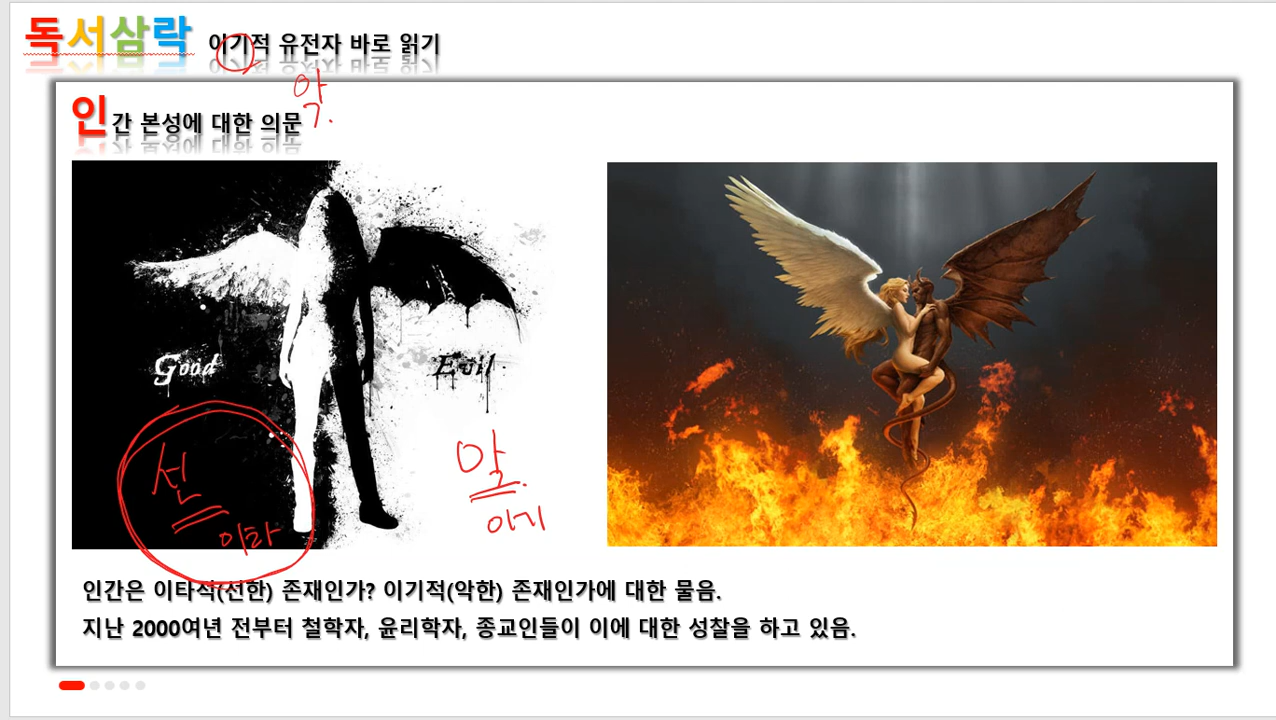 독서삼락 이기적 유전자 바로 읽기
악.
인간 본성에 대한 의문
Good
Evil
선
악.
이타
이기
인간은 이타적(선한) 존재인가? 이기적(악한) 존재인가에 대한 물음.
지난 2000여년 전부터 철학자, 윤리학자, 종교인들이 이에 대한 성찰을 하고 있음.